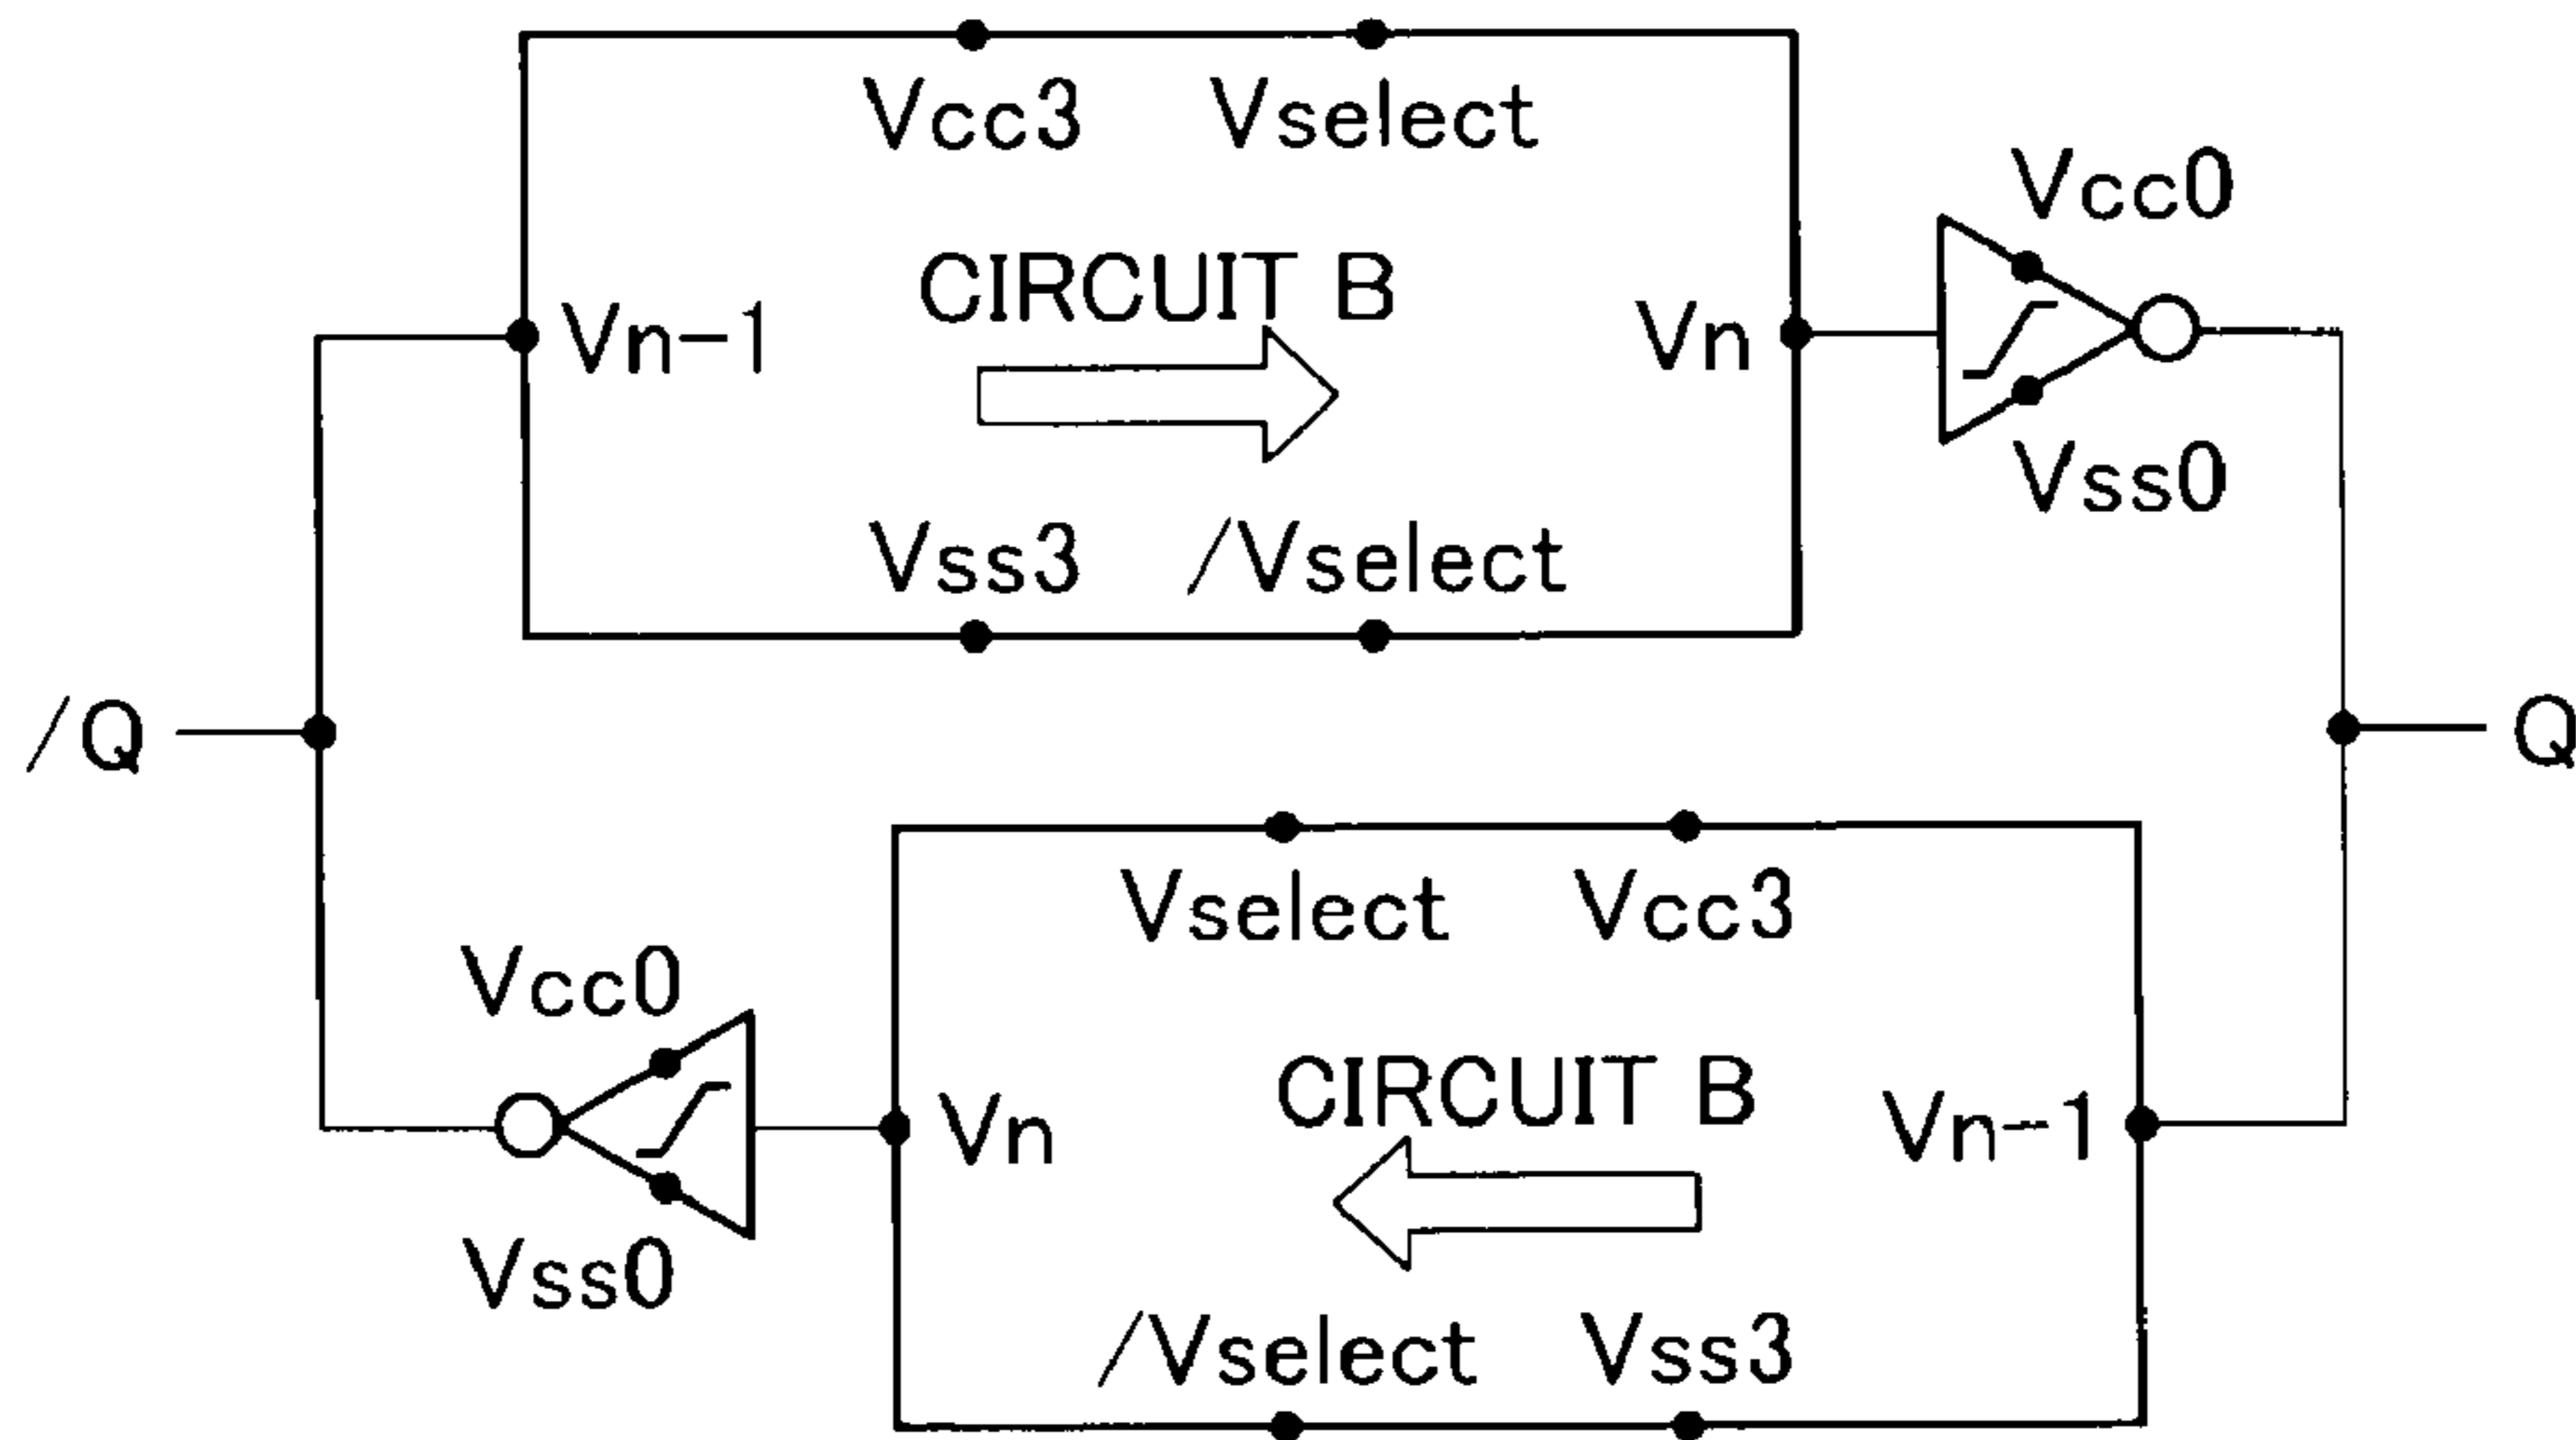 Vcc3 Vselect
Vcc0
CIRCUIT B
Vn-1 Vn
Vss0
Vss3 /Vselect
/Q Q
Vselect Vcc3
Vcc0
CIRCUIT B
Vn Vn-1
Vss0
/Vselect Vss3